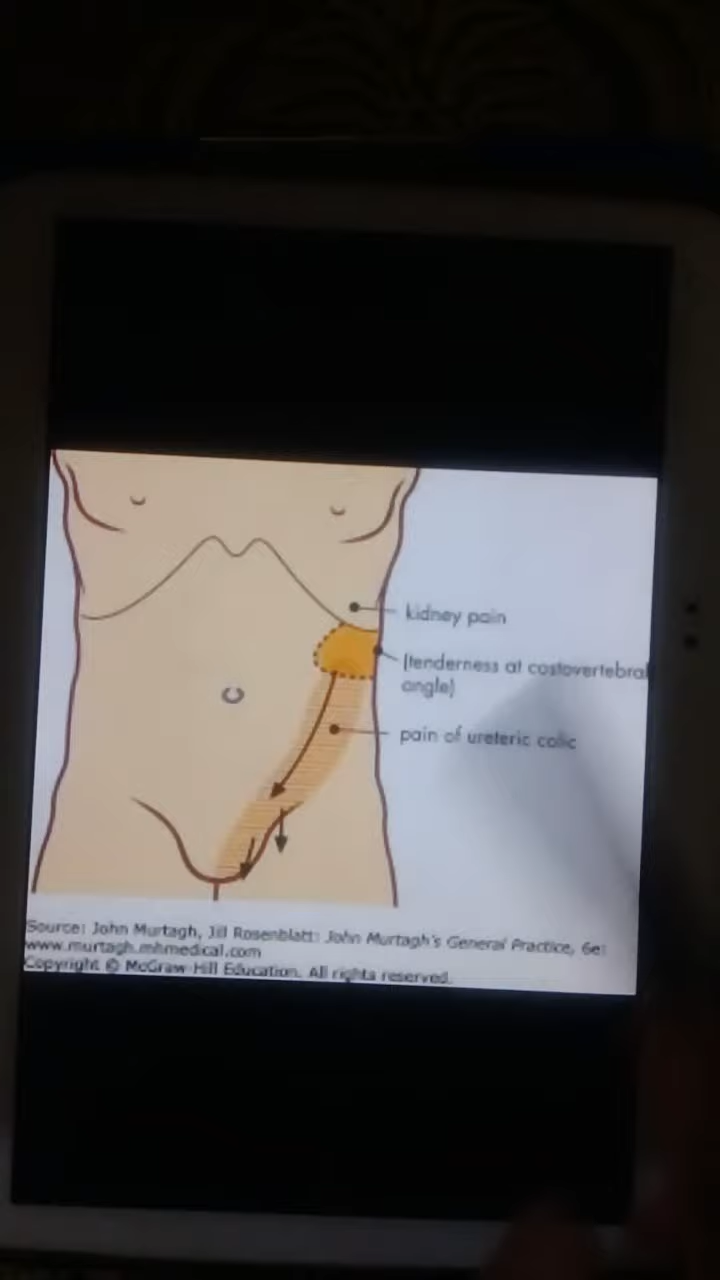 kidney pain
(tenderness at costovertebral
angle)
pain of ureteric colic
Source: John Murtagh, Jill Rosenblatt: John Murtagh's General Practice, 6e:
www.murtagh.mhmedical.com
Copyright © McGraw-Hill Education. All rights reserved.